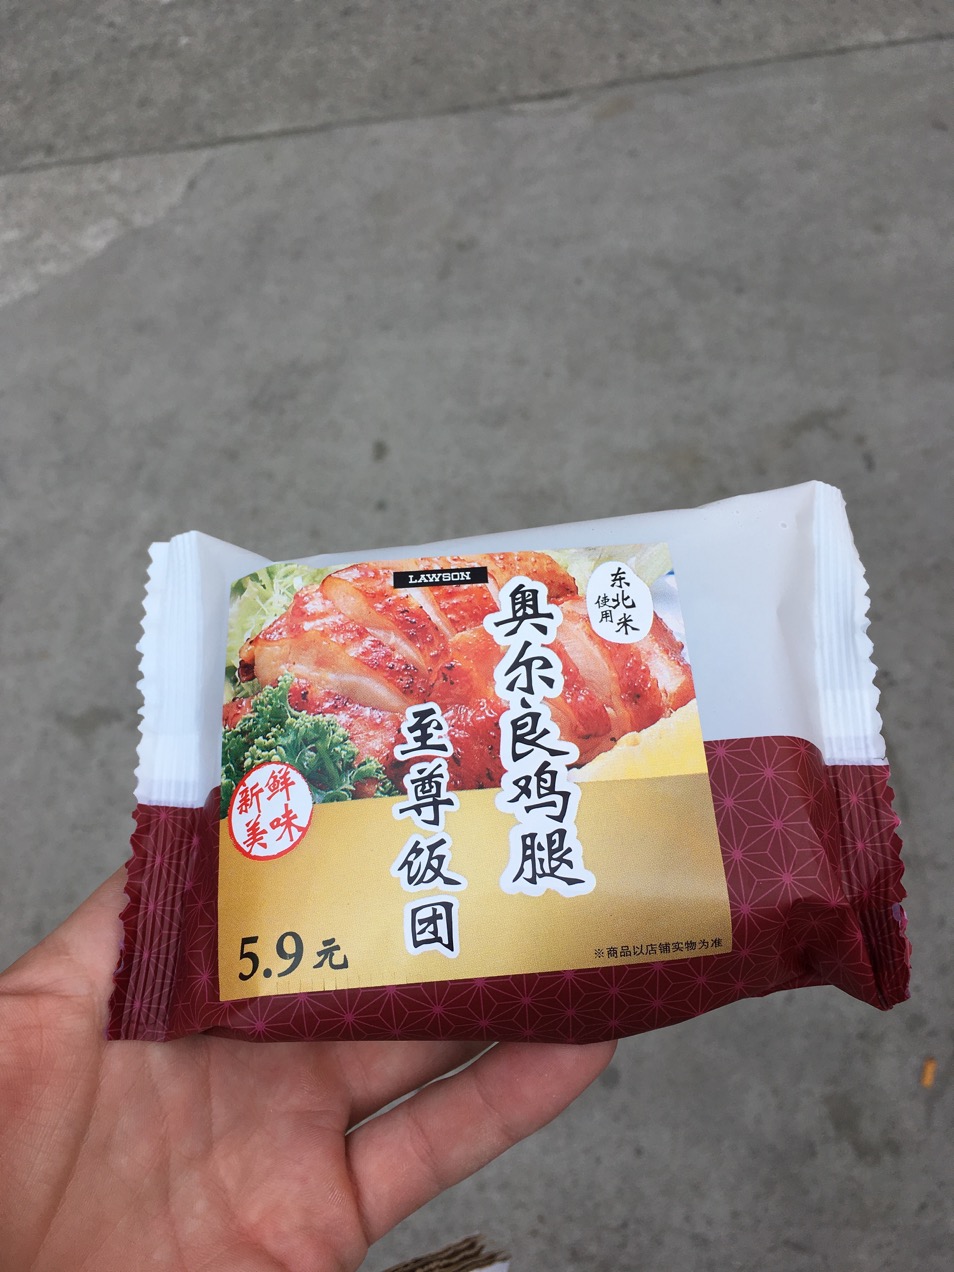 LAWSON
东北米
使用
奥尔良鸡腿
至尊饭团
新鲜
美味
5.9元
※商品以店铺实物为准